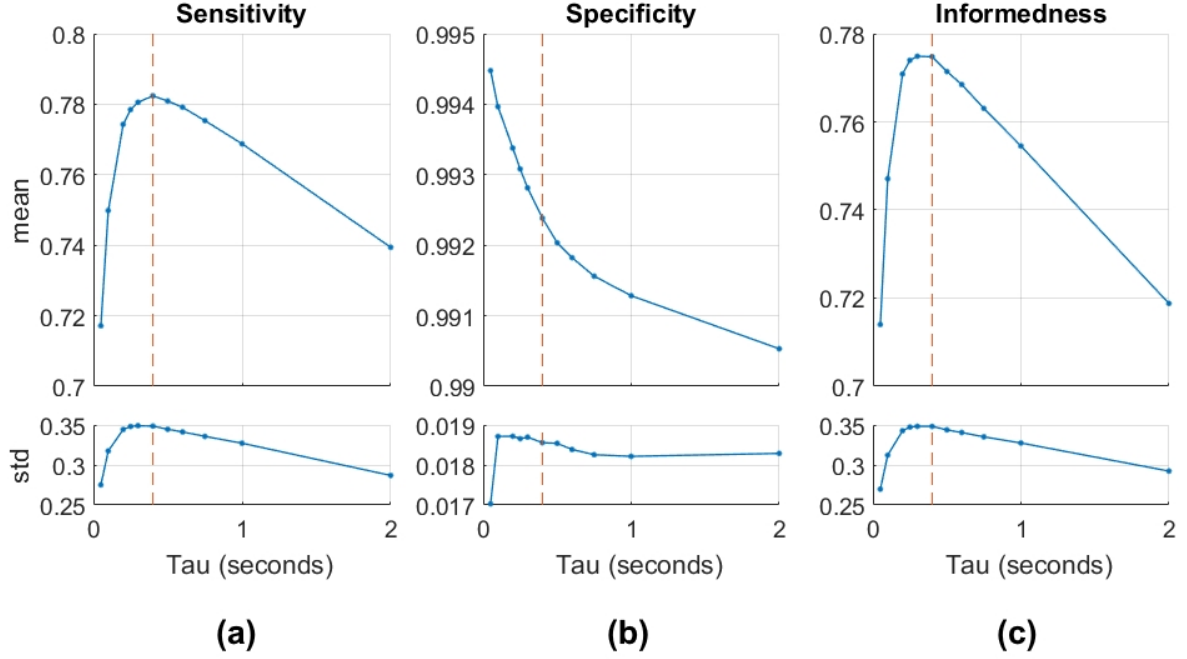 Sensitivity
Specificity
Informedness
mean
0.8
0.78
0.76
0.74
0.72
0.7
0.995
0.994
0.993
0.992
0.991
0.99
0.78
0.76
0.74
0.72
0.7
std
0.35
0.3
0.25
0.019
0.018
0.017
0.35
0.3
0.25
0 1 2
0 1 2
0 1 2
Tau (seconds)
Tau (seconds)
Tau (seconds)
(a)
(b)
(c)